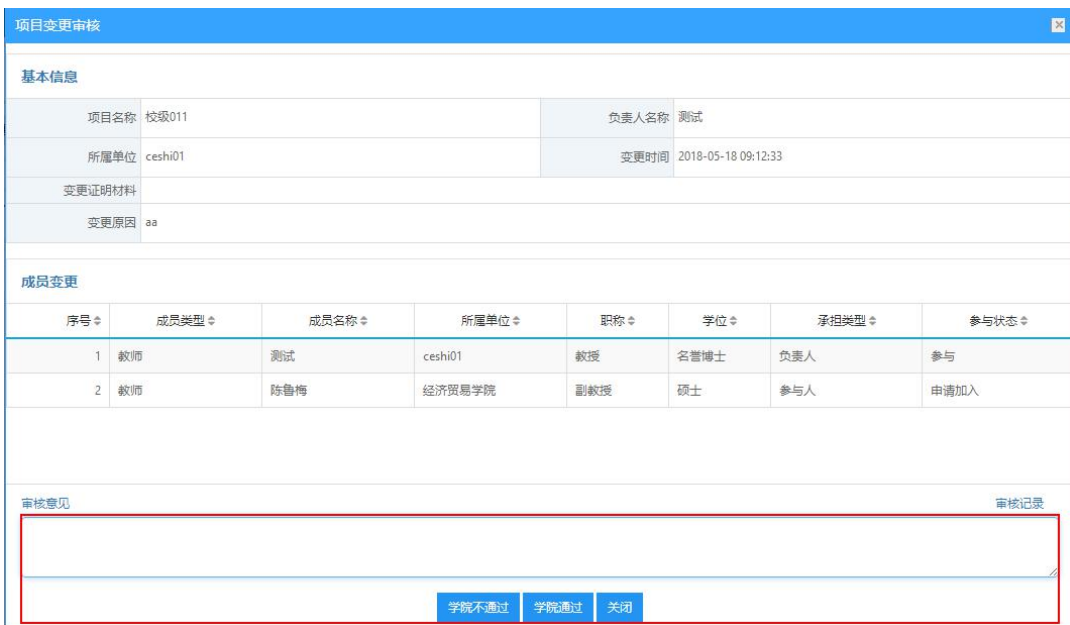 项目变更审核
基本信息
项目名称 校级011 负责人名称 测试
所属单位 ceshi01 变更时间 2018-05-18 09:12:33
变更证明材料
变更原因 aa
成员变更
序号 成员类型 成员名称 所属单位 职称 学位 承担类型 参与状态
1 教师 测试 ceshi01 教授 名誉博士 负责人 参与
2 教师 陈鲁梅 经济贸易学院 副教授 硕士 参与人 申请加入
审核意见 审核记录
学院不通过 学院通过 关闭